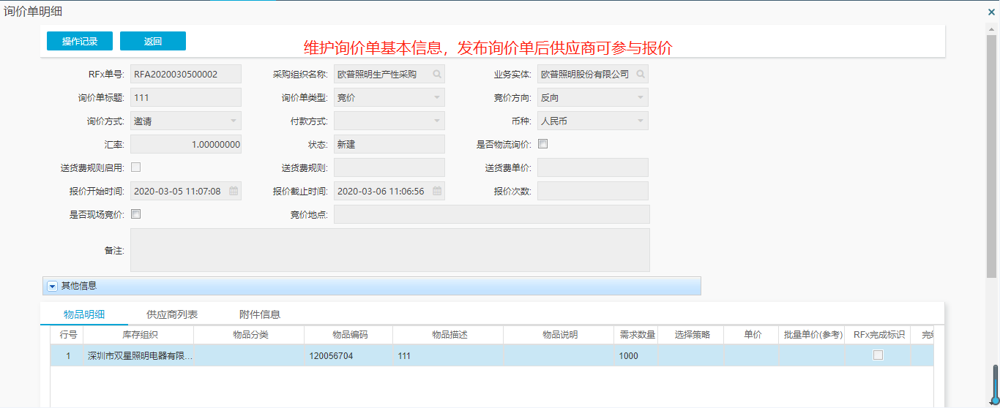 询价单明细
操作记录 返回
维护询价单基本信息，发布询价单后供应商可参与报价
RFx单号: RFA2020030500002 采购组织名称: 欧普照明生产性采购 业务实体: 欧普照明股份有限公司
询价单标题: 111 询价单类型: 竞价 竞价方向: 反向
询价方式: 邀请 付款方式: 币种: 人民币
汇率: 1.00000000 状态: 新建 是否物流询价:
送货费规则启用: 送货费规则: 送货费单价:
报价开始时间: 2020-03-05 11:07:08 报价截止时间: 2020-03-06 11:06:56 报价次数:
是否现场竞价: 竞价地点:
备注:
其他信息
物品明细 供应商列表 附件信息
行号 库存组织 物品分类 物品编码 物品描述 物品说明 需求数量 选择策略 单价 批量单价(参考) RFx完成标识
1 深圳市双星照明电器有限... 120056704 111 1000